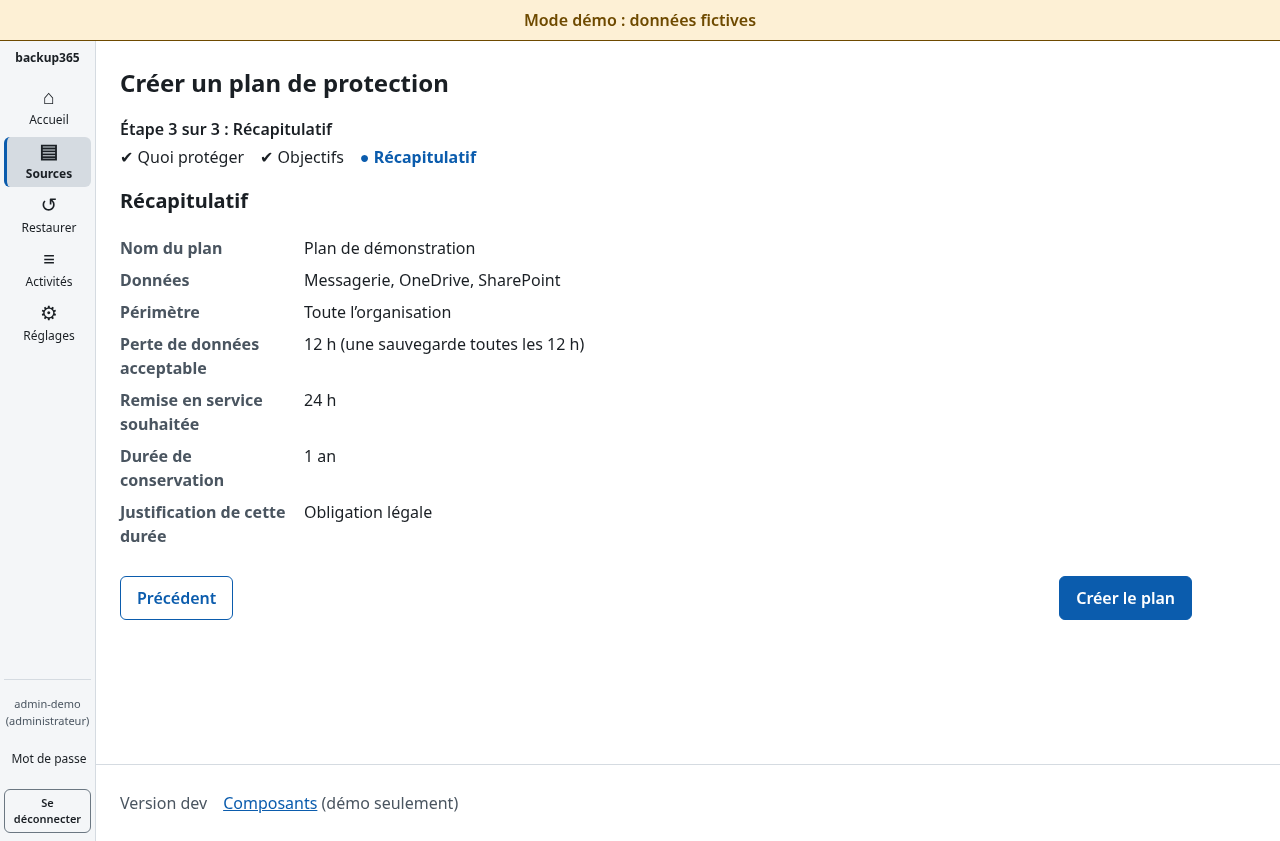 Mode démo : données fictives
backup365
Accueil
Sources
Restaurer
Activités
Réglages
admin-demo
(administrateur)
Mot de passe
Se
déconnecter
Créer un plan de protection
Étape 3 sur 3 : Récapitulatif
✔ Quoi protéger ✔ Objectifs ● Récapitulatif
Récapitulatif
Nom du plan Plan de démonstration
Données Messagerie, OneDrive, SharePoint
Périmètre Toute l’organisation
Perte de données 12 h (une sauvegarde toutes les 12 h)
acceptable
Remise en service 24 h
souhaitée
Durée de 1 an
conservation
Justification de cette Obligation légale
durée
Précédent Créer le plan
Version dev Composants (démo seulement)